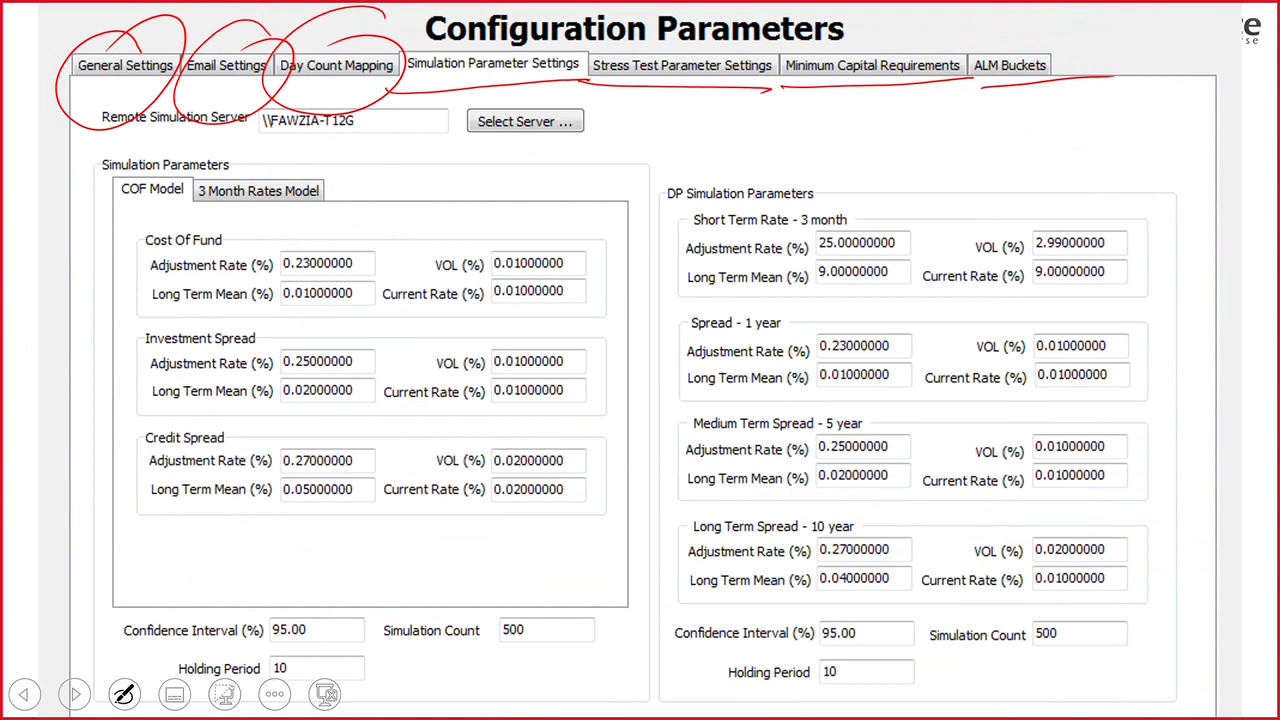 Configuration Parameters
General Settings Email Settings Day Count Mapping Simulation Parameter Settings Stress Test Parameter Settings Minimum Capital Requirements ALM Buckets
Remote Simulation Server \\FAWZIA-T12G Select Server ...
Simulation Parameters
COF Model 3 Month Rates Model
Cost Of Fund
Adjustment Rate (%) 0.23000000 VOL (%) 0.01000000
Long Term Mean (%) 0.01000000 Current Rate (%) 0.01000000
Investment Spread
Adjustment Rate (%) 0.25000000 VOL (%) 0.01000000
Long Term Mean (%) 0.02000000 Current Rate (%) 0.01000000
Credit Spread
Adjustment Rate (%) 0.27000000 VOL (%) 0.02000000
Long Term Mean (%) 0.05000000 Current Rate (%) 0.02000000
Confidence Interval (%) 95.00 Simulation Count 500
Holding Period 10
DP Simulation Parameters
Short Term Rate - 3 month
Adjustment Rate (%) 25.00000000 VOL (%) 2.99000000
Long Term Mean (%) 9.00000000 Current Rate (%) 9.00000000
Spread - 1 year
Adjustment Rate (%) 0.23000000 VOL (%) 0.01000000
Long Term Mean (%) 0.01000000 Current Rate (%) 0.01000000
Medium Term Spread - 5 year
Adjustment Rate (%) 0.25000000 VOL (%) 0.01000000
Long Term Mean (%) 0.02000000 Current Rate (%) 0.01000000
Long Term Spread - 10 year
Adjustment Rate (%) 0.27000000 VOL (%) 0.02000000
Long Term Mean (%) 0.04000000 Current Rate (%) 0.01000000
Confidence Interval (%) 95.00 Simulation Count 500
Holding Period 10